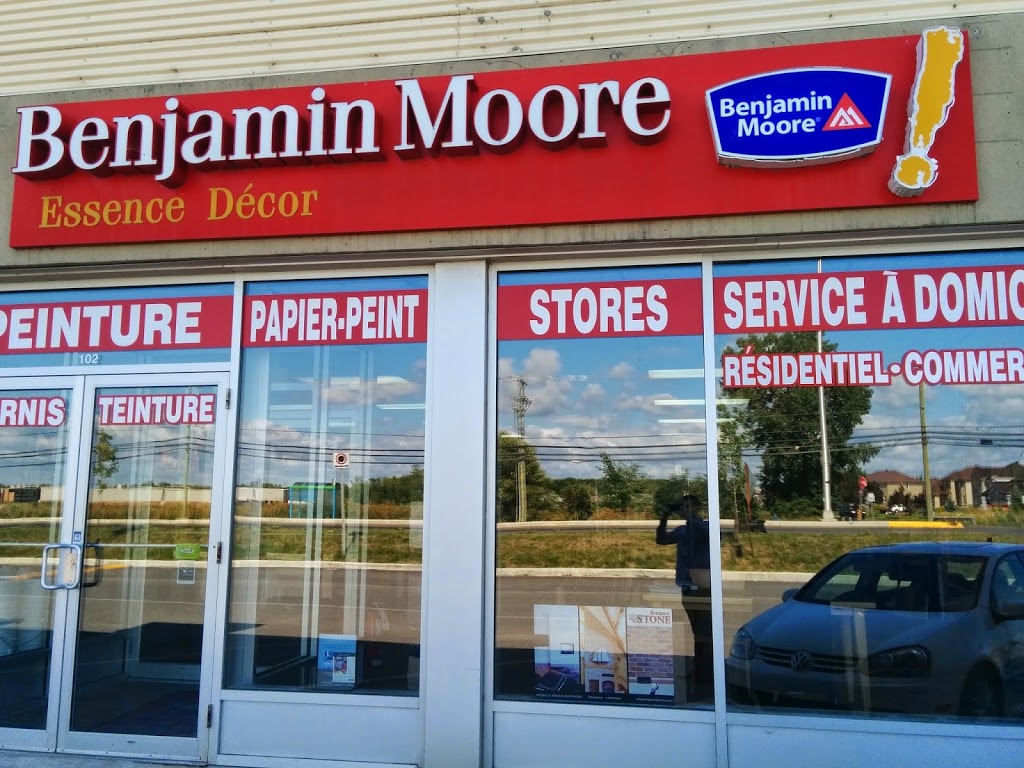 Benjamin Moore
Essence Décor
Benjamin
Moore
PEINTURE
PAPIER-PEINT
STORES
SERVICE À DOMIC
RÉSIDENTIEL·COMMER
102
RNIS
TEINTURE
STONE